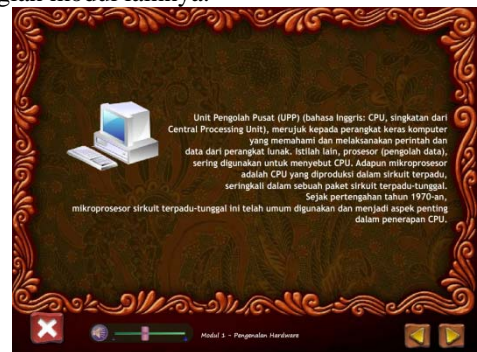 Unit Pengolah Pusat (UPP) (bahasa Inggris: CPU, singkatan dari
Central Processing Unit), merujuk kepada perangkat keras komputer
yang memahami dan melaksanakan perintah dan
data dari perangkat lunak. Istilah lain, prosesor (pengolah data),
sering digunakan untuk menyebut CPU. Adapun mikroprosesor
adalah CPU yang diproduksi dalam sirkuit terpadu,
seringkali dalam sebuah paket sirkuit terpadu-tunggal.
Sejak pertengahan tahun 1970-an,
mikroprosesor sirkuit terpadu-tunggal ini telah umum digunakan dan menjadi aspek penting
dalam penerapan CPU.
Modul 1 - Pengenalan Hardware